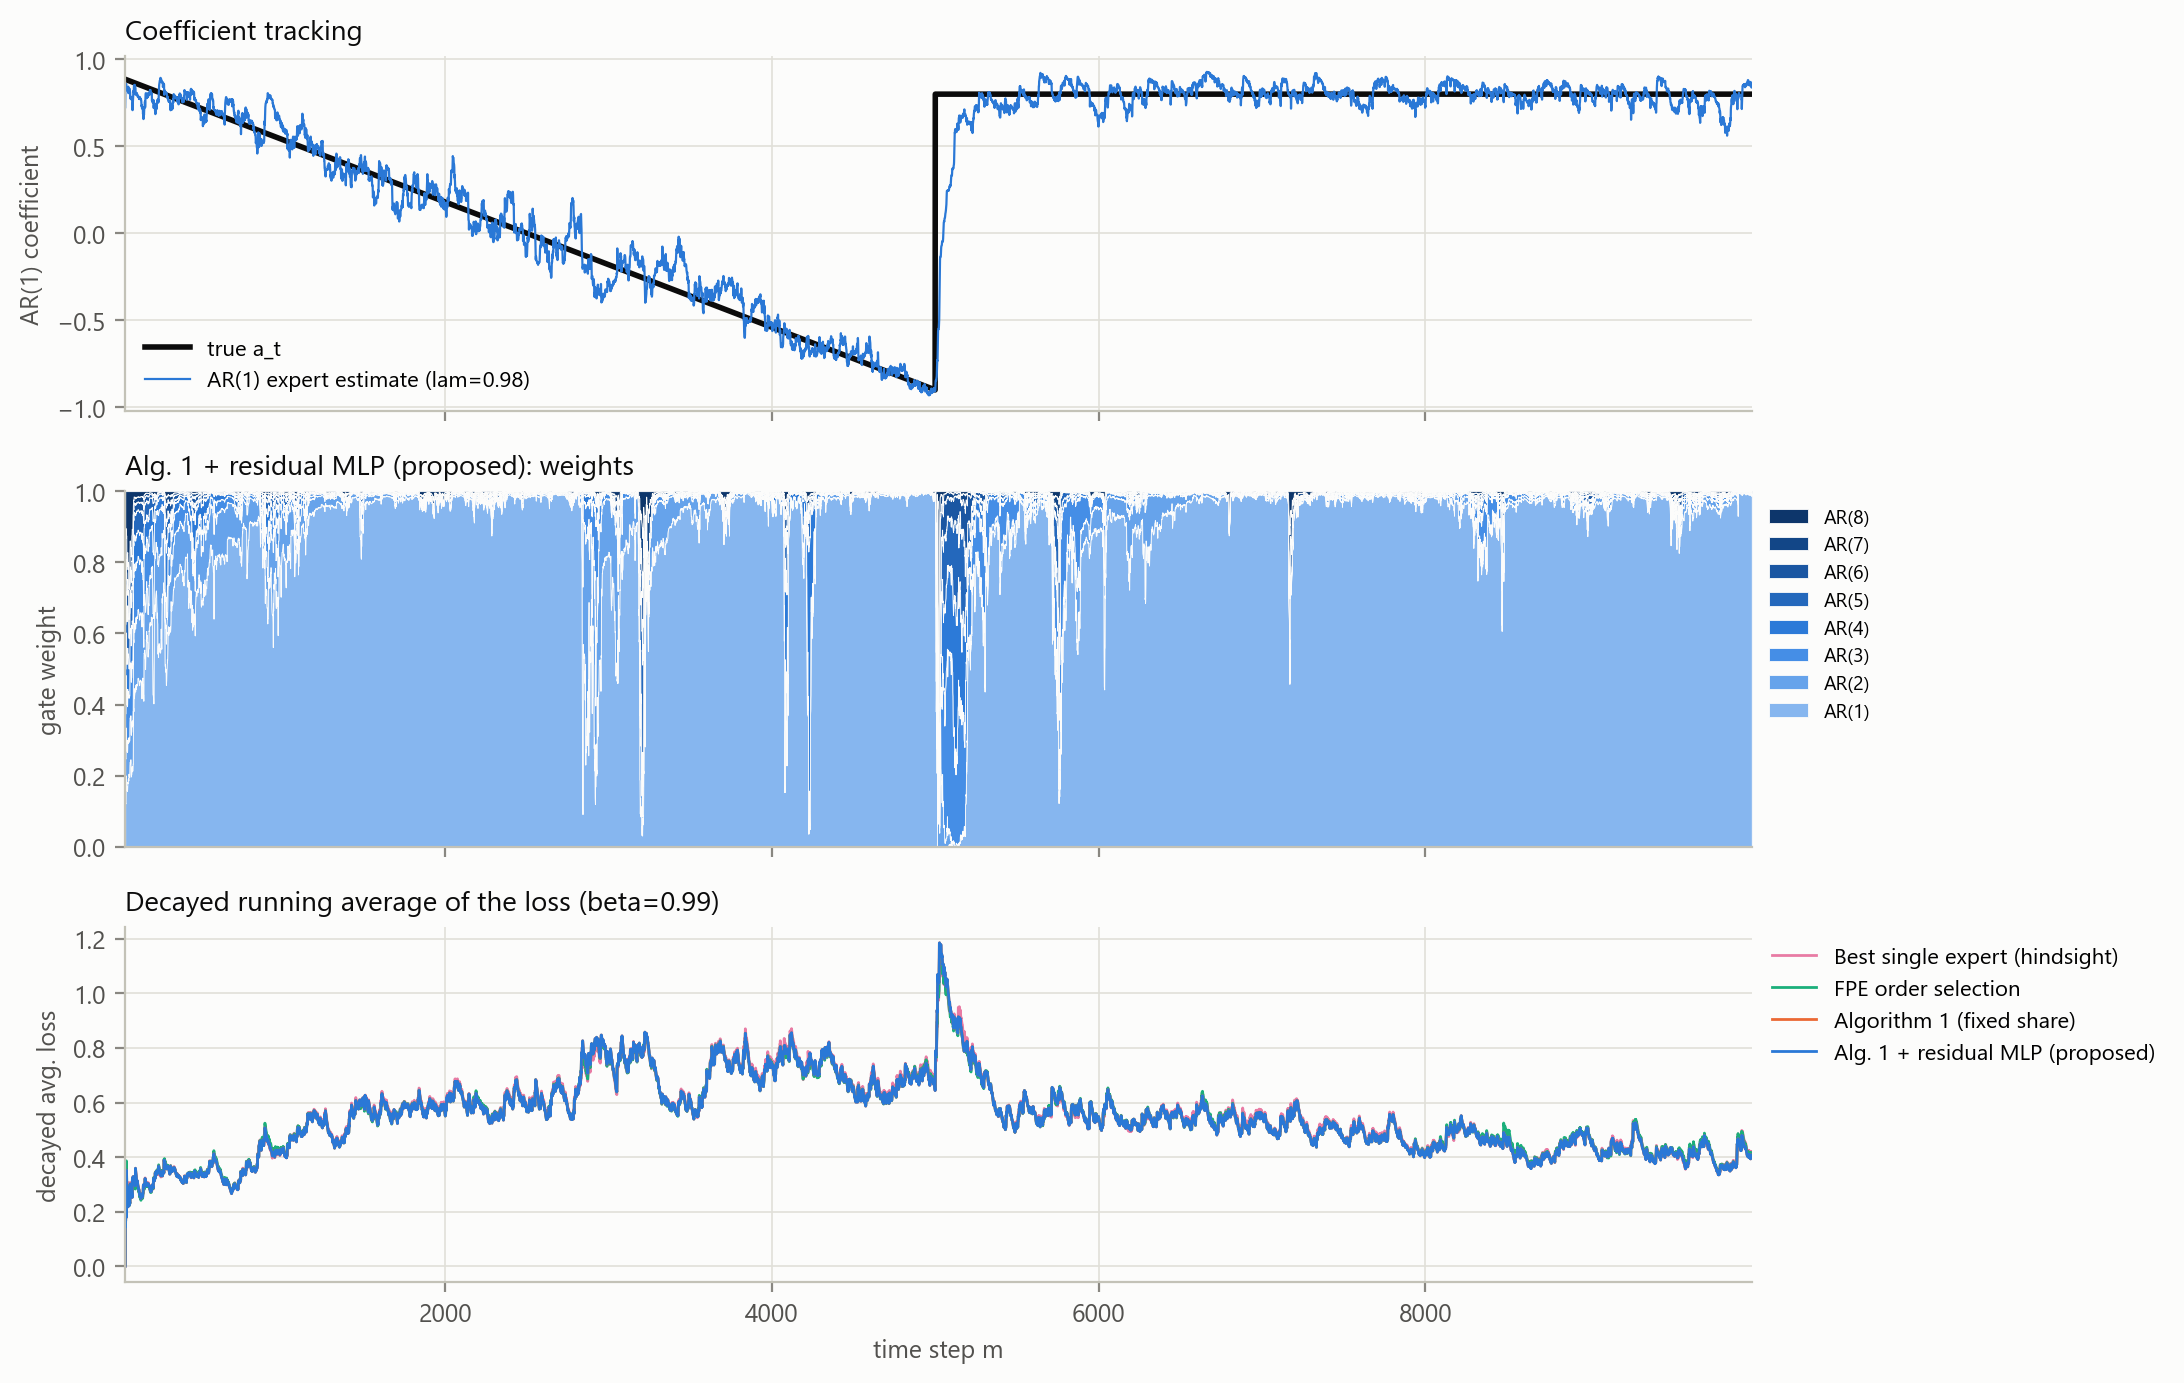 Coefficient tracking
1.0
0.5
0.0
−0.5
−1.0
AR(1) coefficient
true a_t
AR(1) expert estimate (lam=0.98)
Alg. 1 + residual MLP (proposed): weights
1.0
0.8
0.6
0.4
0.2
0.0
gate weight
AR(8)
AR(7)
AR(6)
AR(5)
AR(4)
AR(3)
AR(2)
AR(1)
Decayed running average of the loss (beta=0.99)
1.2
1.0
0.8
0.6
0.4
0.2
0.0
decayed avg. loss
Best single expert (hindsight)
FPE order selection
Algorithm 1 (fixed share)
Alg. 1 + residual MLP (proposed)
2000
4000
6000
8000
time step m